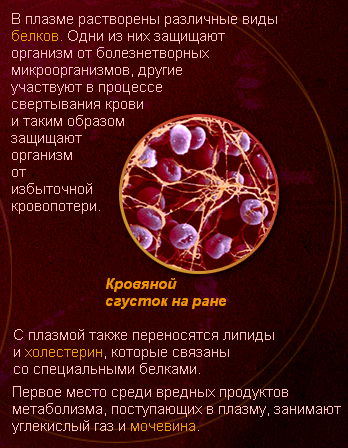 В плазме растворены различные виды
белков. Одни из них защищают
организм от болезнетворных
микроорганизмов, другие
участвуют в процессе
свертывания крови
и таким образом
защищают
организм
от
избыточной
кровопотери.
Кровяной
сгусток на ране
С плазмой также переносятся липиды
и холестерин, которые связаны
со специальными белками.
Первое место среди вредных продуктов
метаболизма, поступающих в плазму, занимают
углекислый газ и мочевина.